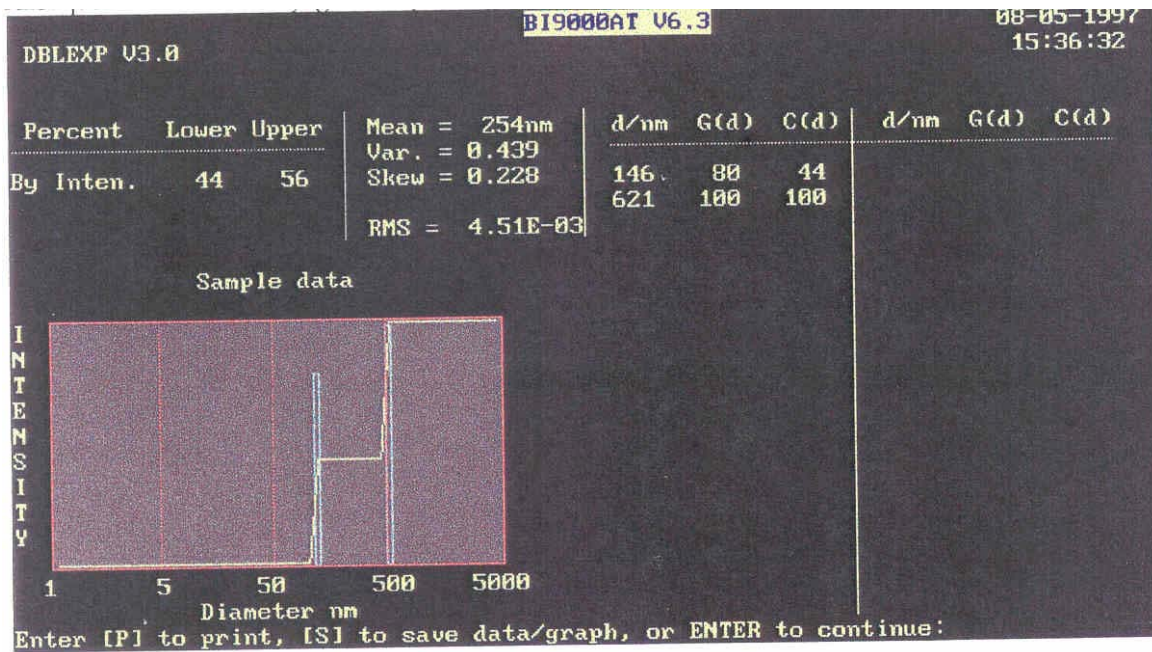 BI9000AT V6.3
08-05-1997
15:36:32
DBLEXP V3.0
Percent Lower Upper
By Inten. 44 56
Mean = 254nm
Var. = 0.439
Skew = 0.228
RMS = 4.51E-03
d/nm G(d) C(d)
146 80 44
621 100 100
d/nm G(d) C(d)
Sample data
INTENSITY
1 5 50 500 5000
Diameter nm
Enter [P] to print, [S] to save data/graph, or ENTER to continue: